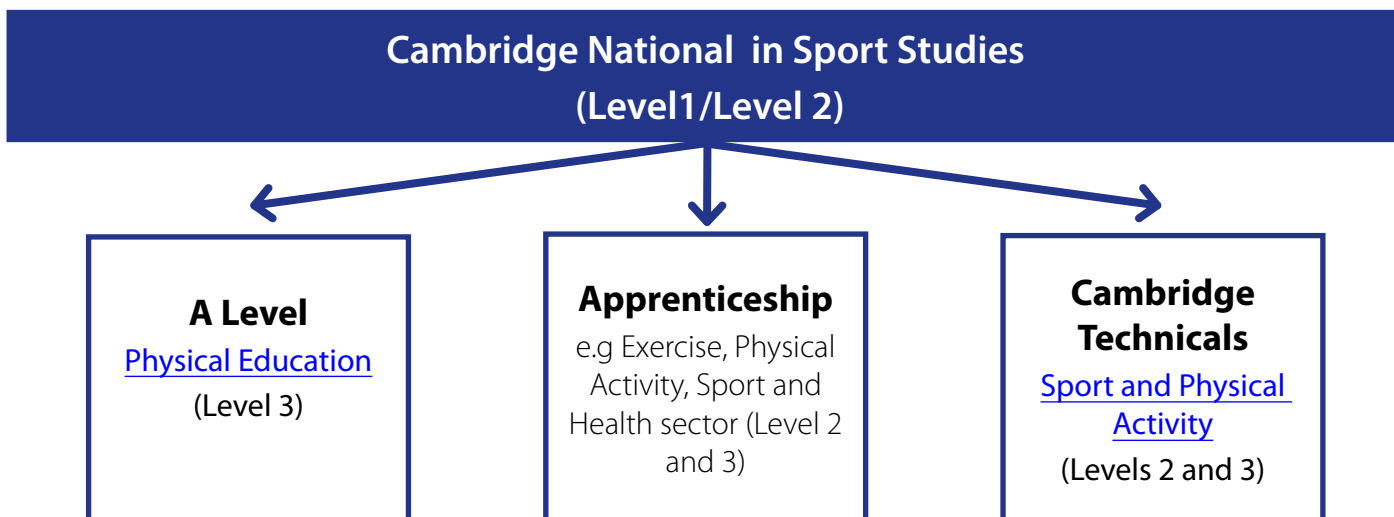 Cambridge National in Sport Studies
(Level1/Level 2)
A Level
Physical Education
(Level 3)
Apprenticeship
e.g Exercise, Physical
Activity, Sport and
Health sector (Level 2
and 3)
Cambridge
Technicals
Sport and Physical
Activity
(Levels 2 and 3)